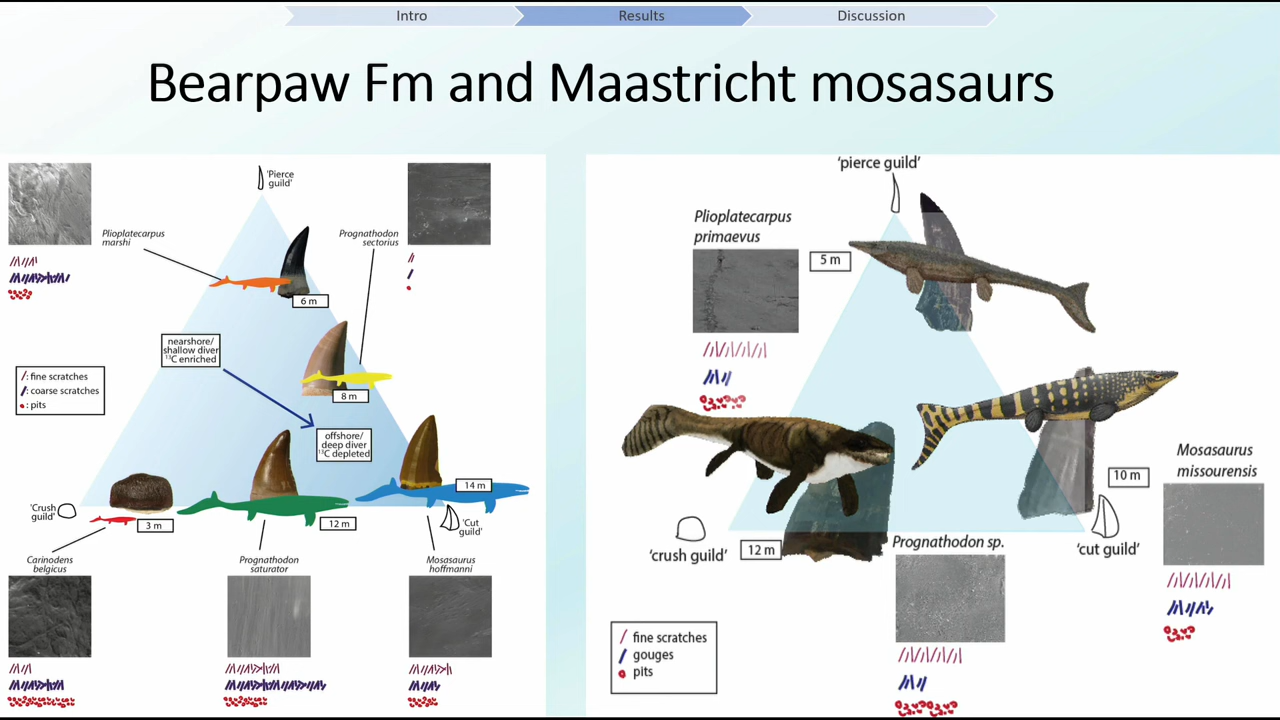 Intro
Results
Discussion
Bearpaw Fm and Maastricht mosasaurs
'Pierce
guild'
Plioplatecarpus
marshi
Prognathodon
sectorius
6 m
nearshore/
shallow diver
¹³C enriched
/: fine scratches
/: coarse scratches
: pits
8 m
offshore/
deep diver
¹³C depleted
14 m
'Crush
guild'
3 m
12 m
'Cut
guild'
Carinodens
belgicus
Prognathodon
saturator
Mosasaurus
hoffmanni
'pierce guild'
Plioplatecarpus
primaevus
5 m
Mosasaurus
missourensis
10 m
'crush guild'
12 m
Prognathodon sp.
'cut guild'
fine scratches
gouges
pits